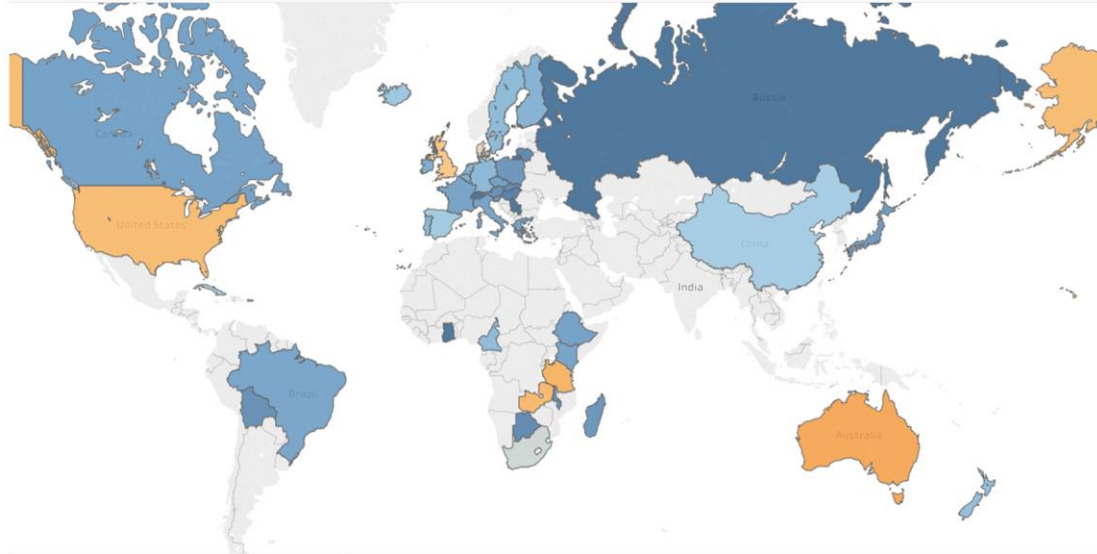 Russia
Canada
United States
China
India
Brazil
Australia